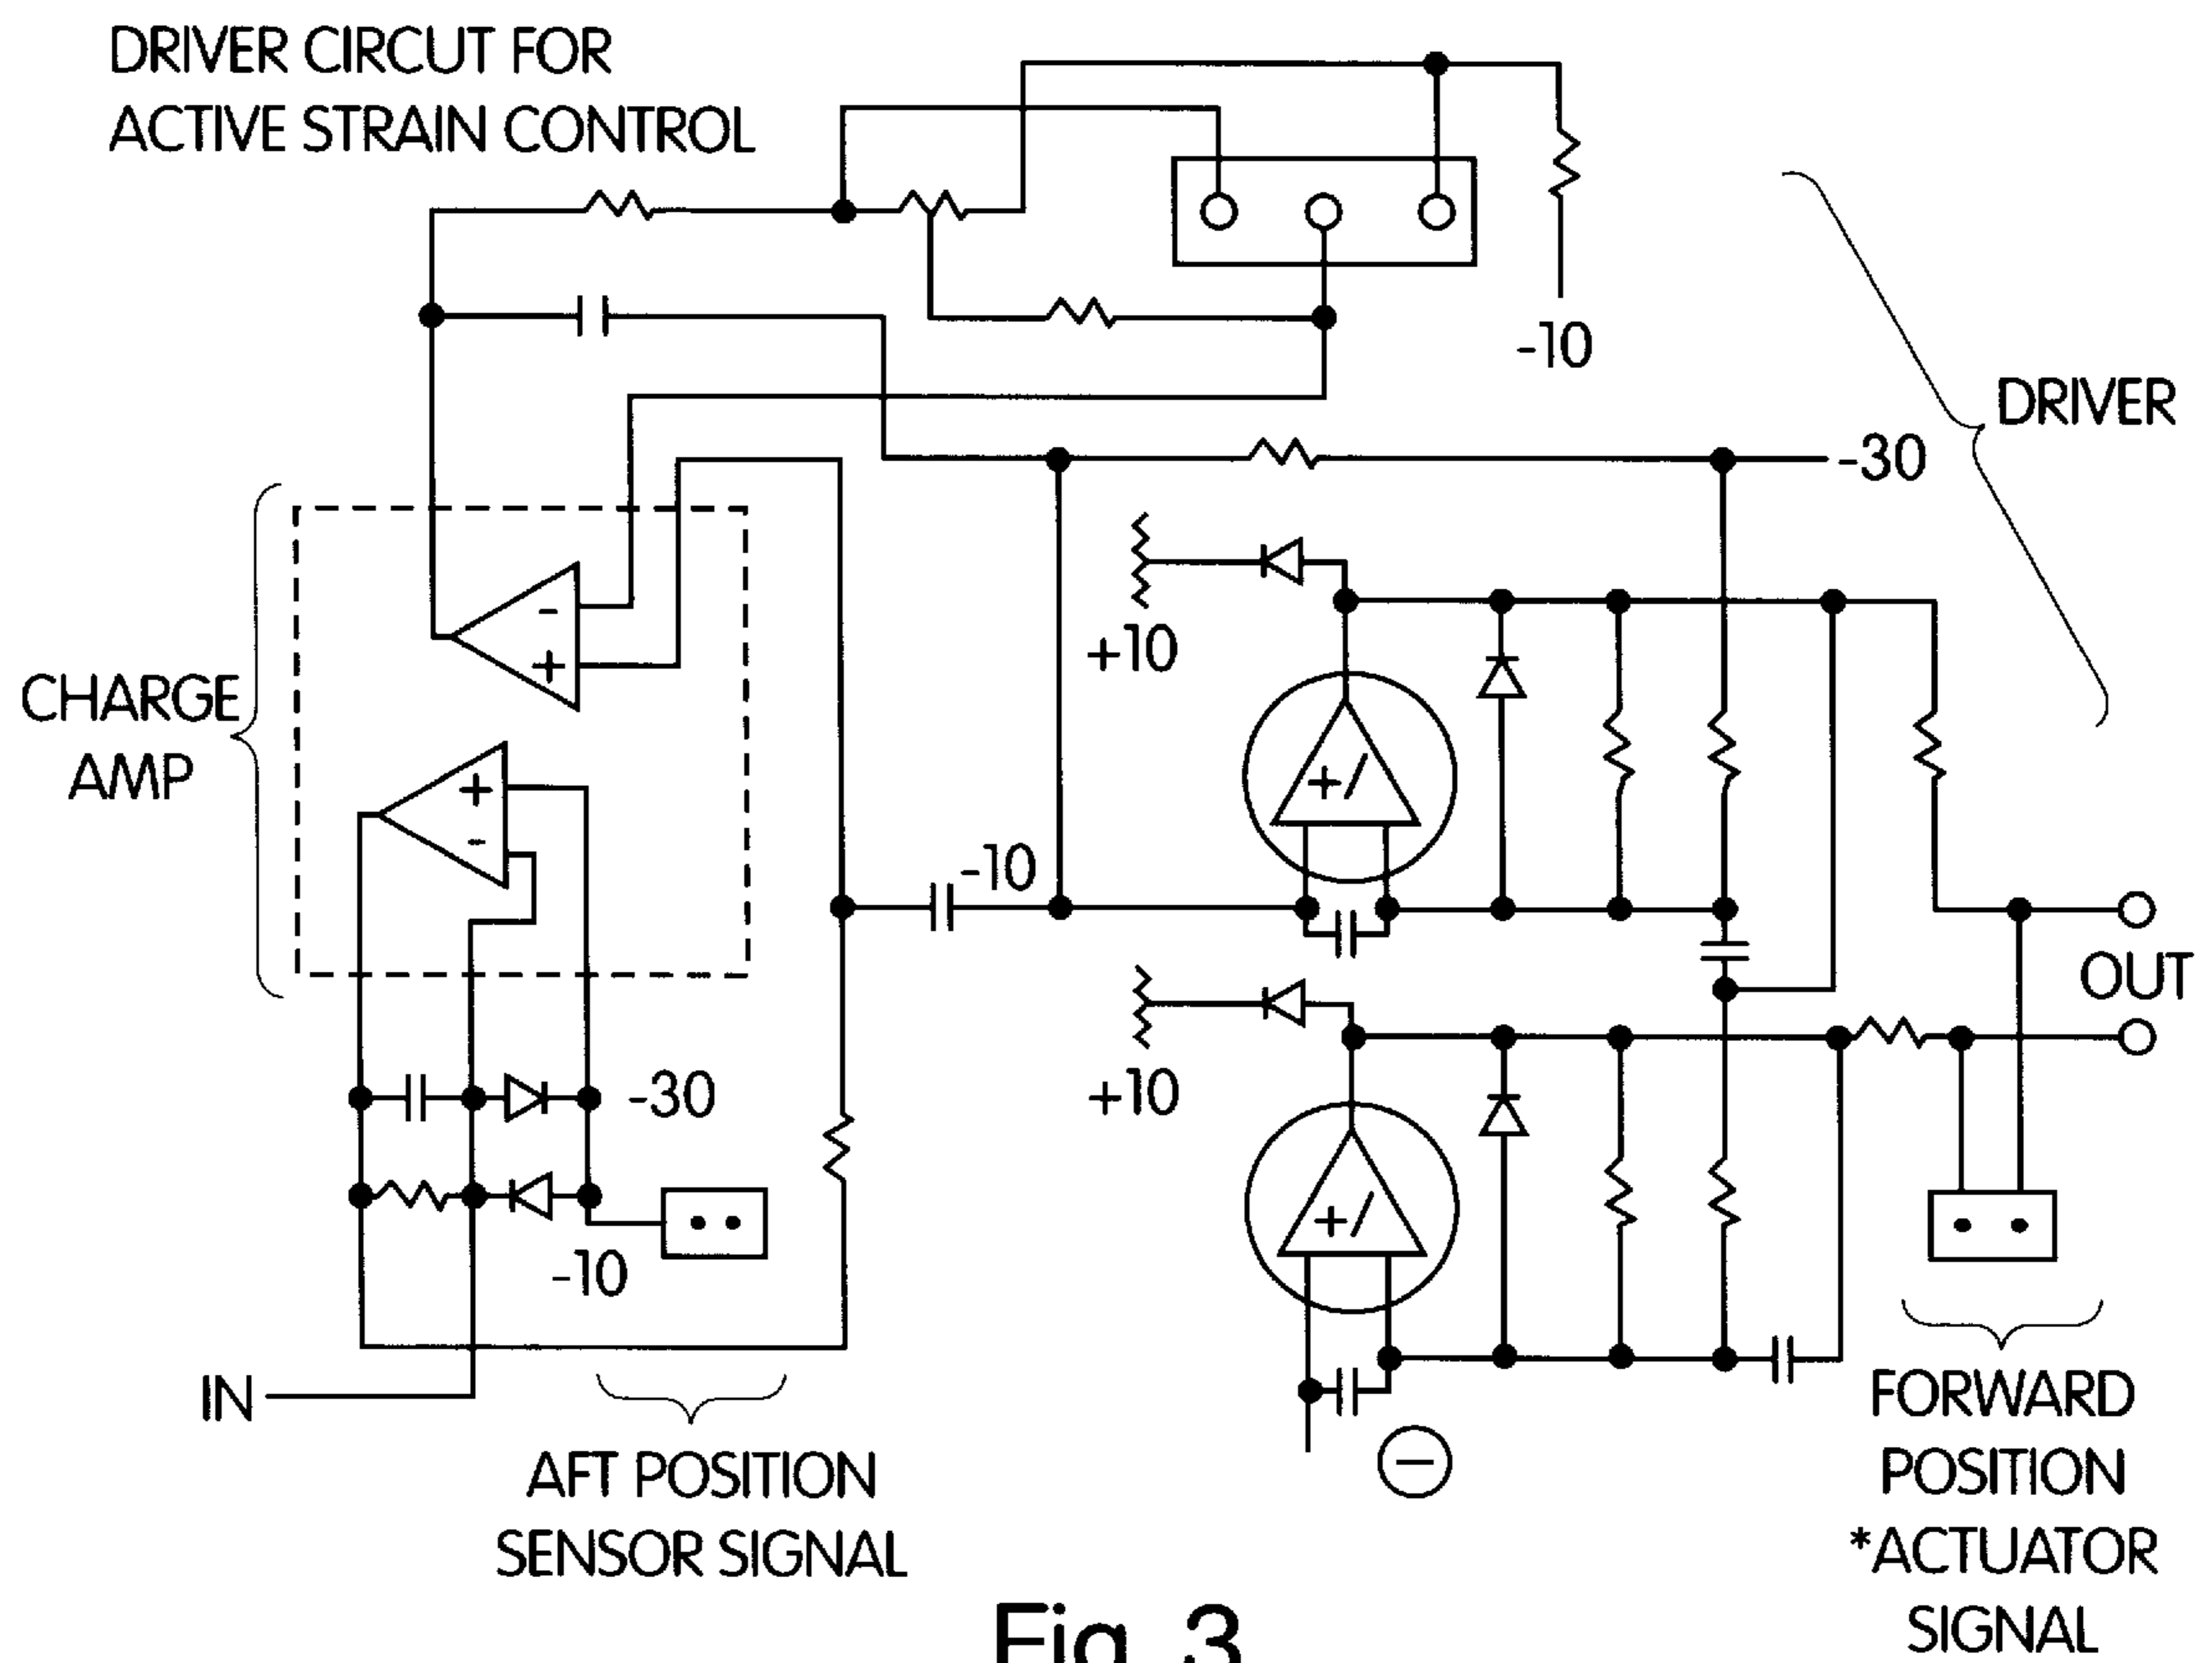 DRIVER CIRCUT FOR
ACTIVE STRAIN CONTROL
-10
DRIVER
-30
+10
-
+
CHARGE
AMP
+
-
+/
-10
OUT
+10
-30
+/
-10
IN
−
AFT POSITION
SENSOR SIGNAL
FORWARD
POSITION
*ACTUATOR
SIGNAL
Fig. 3